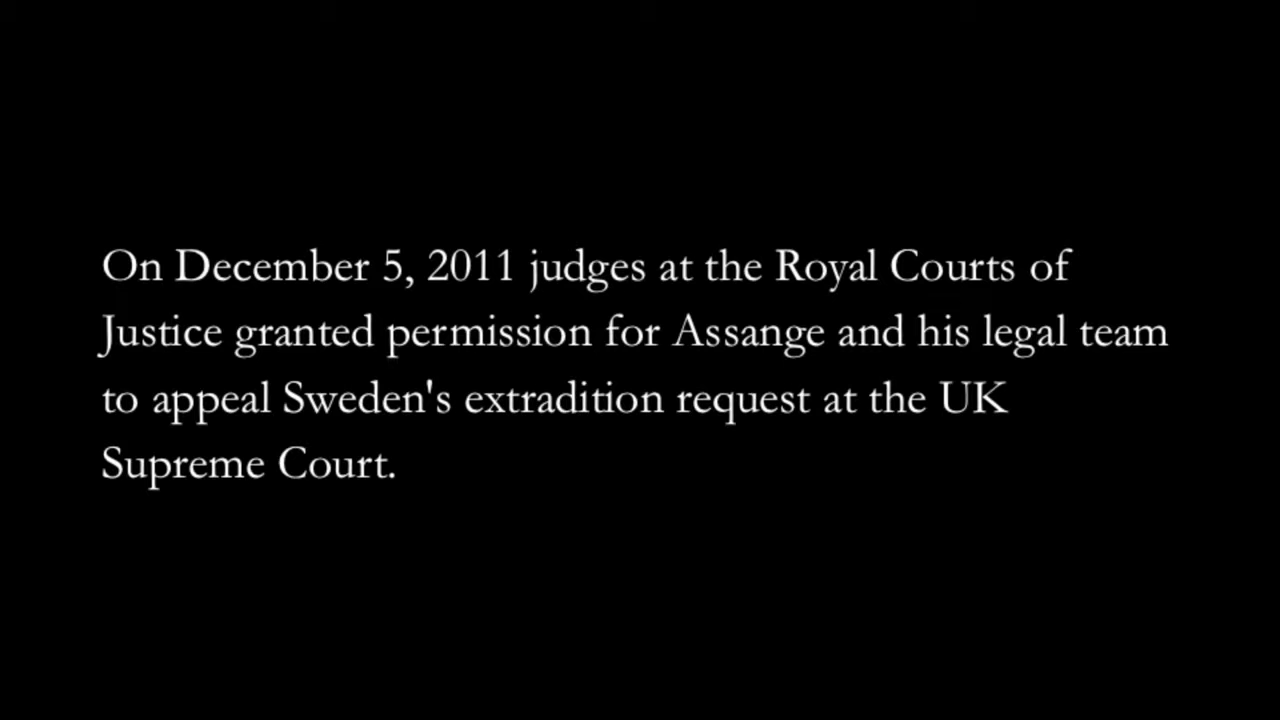 On December 5, 2011 judges at the Royal Courts of
Justice granted permission for Assange and his legal team
to appeal Sweden's extradition request at the UK
Supreme Court.